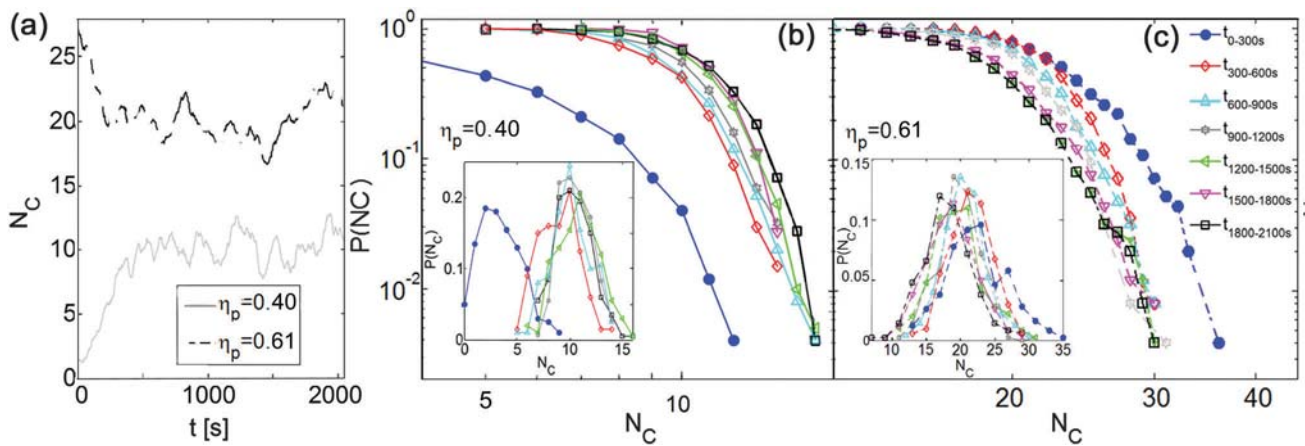 (a)
N_C
25
20
15
10
5
0
0 1000 2000
t [s]
η_p=0.40
η_p=0.61
P(NC)
10^0
10^-1
10^-2
(b)
η_p=0.40
5 10
N_C
P(N_C)
0.2
0.1
0
0 5 10 15
N_C
(c)
η_p=0.61
20 30 40
N_C
P(N_C)
0.15
0.1
0.05
0
10 15 20 25 30 35
N_C
t_0-300s
t_300-600s
t_600-900s
t_900-1200s
t_1200-1500s
t_1500-1800s
t_1800-2100s